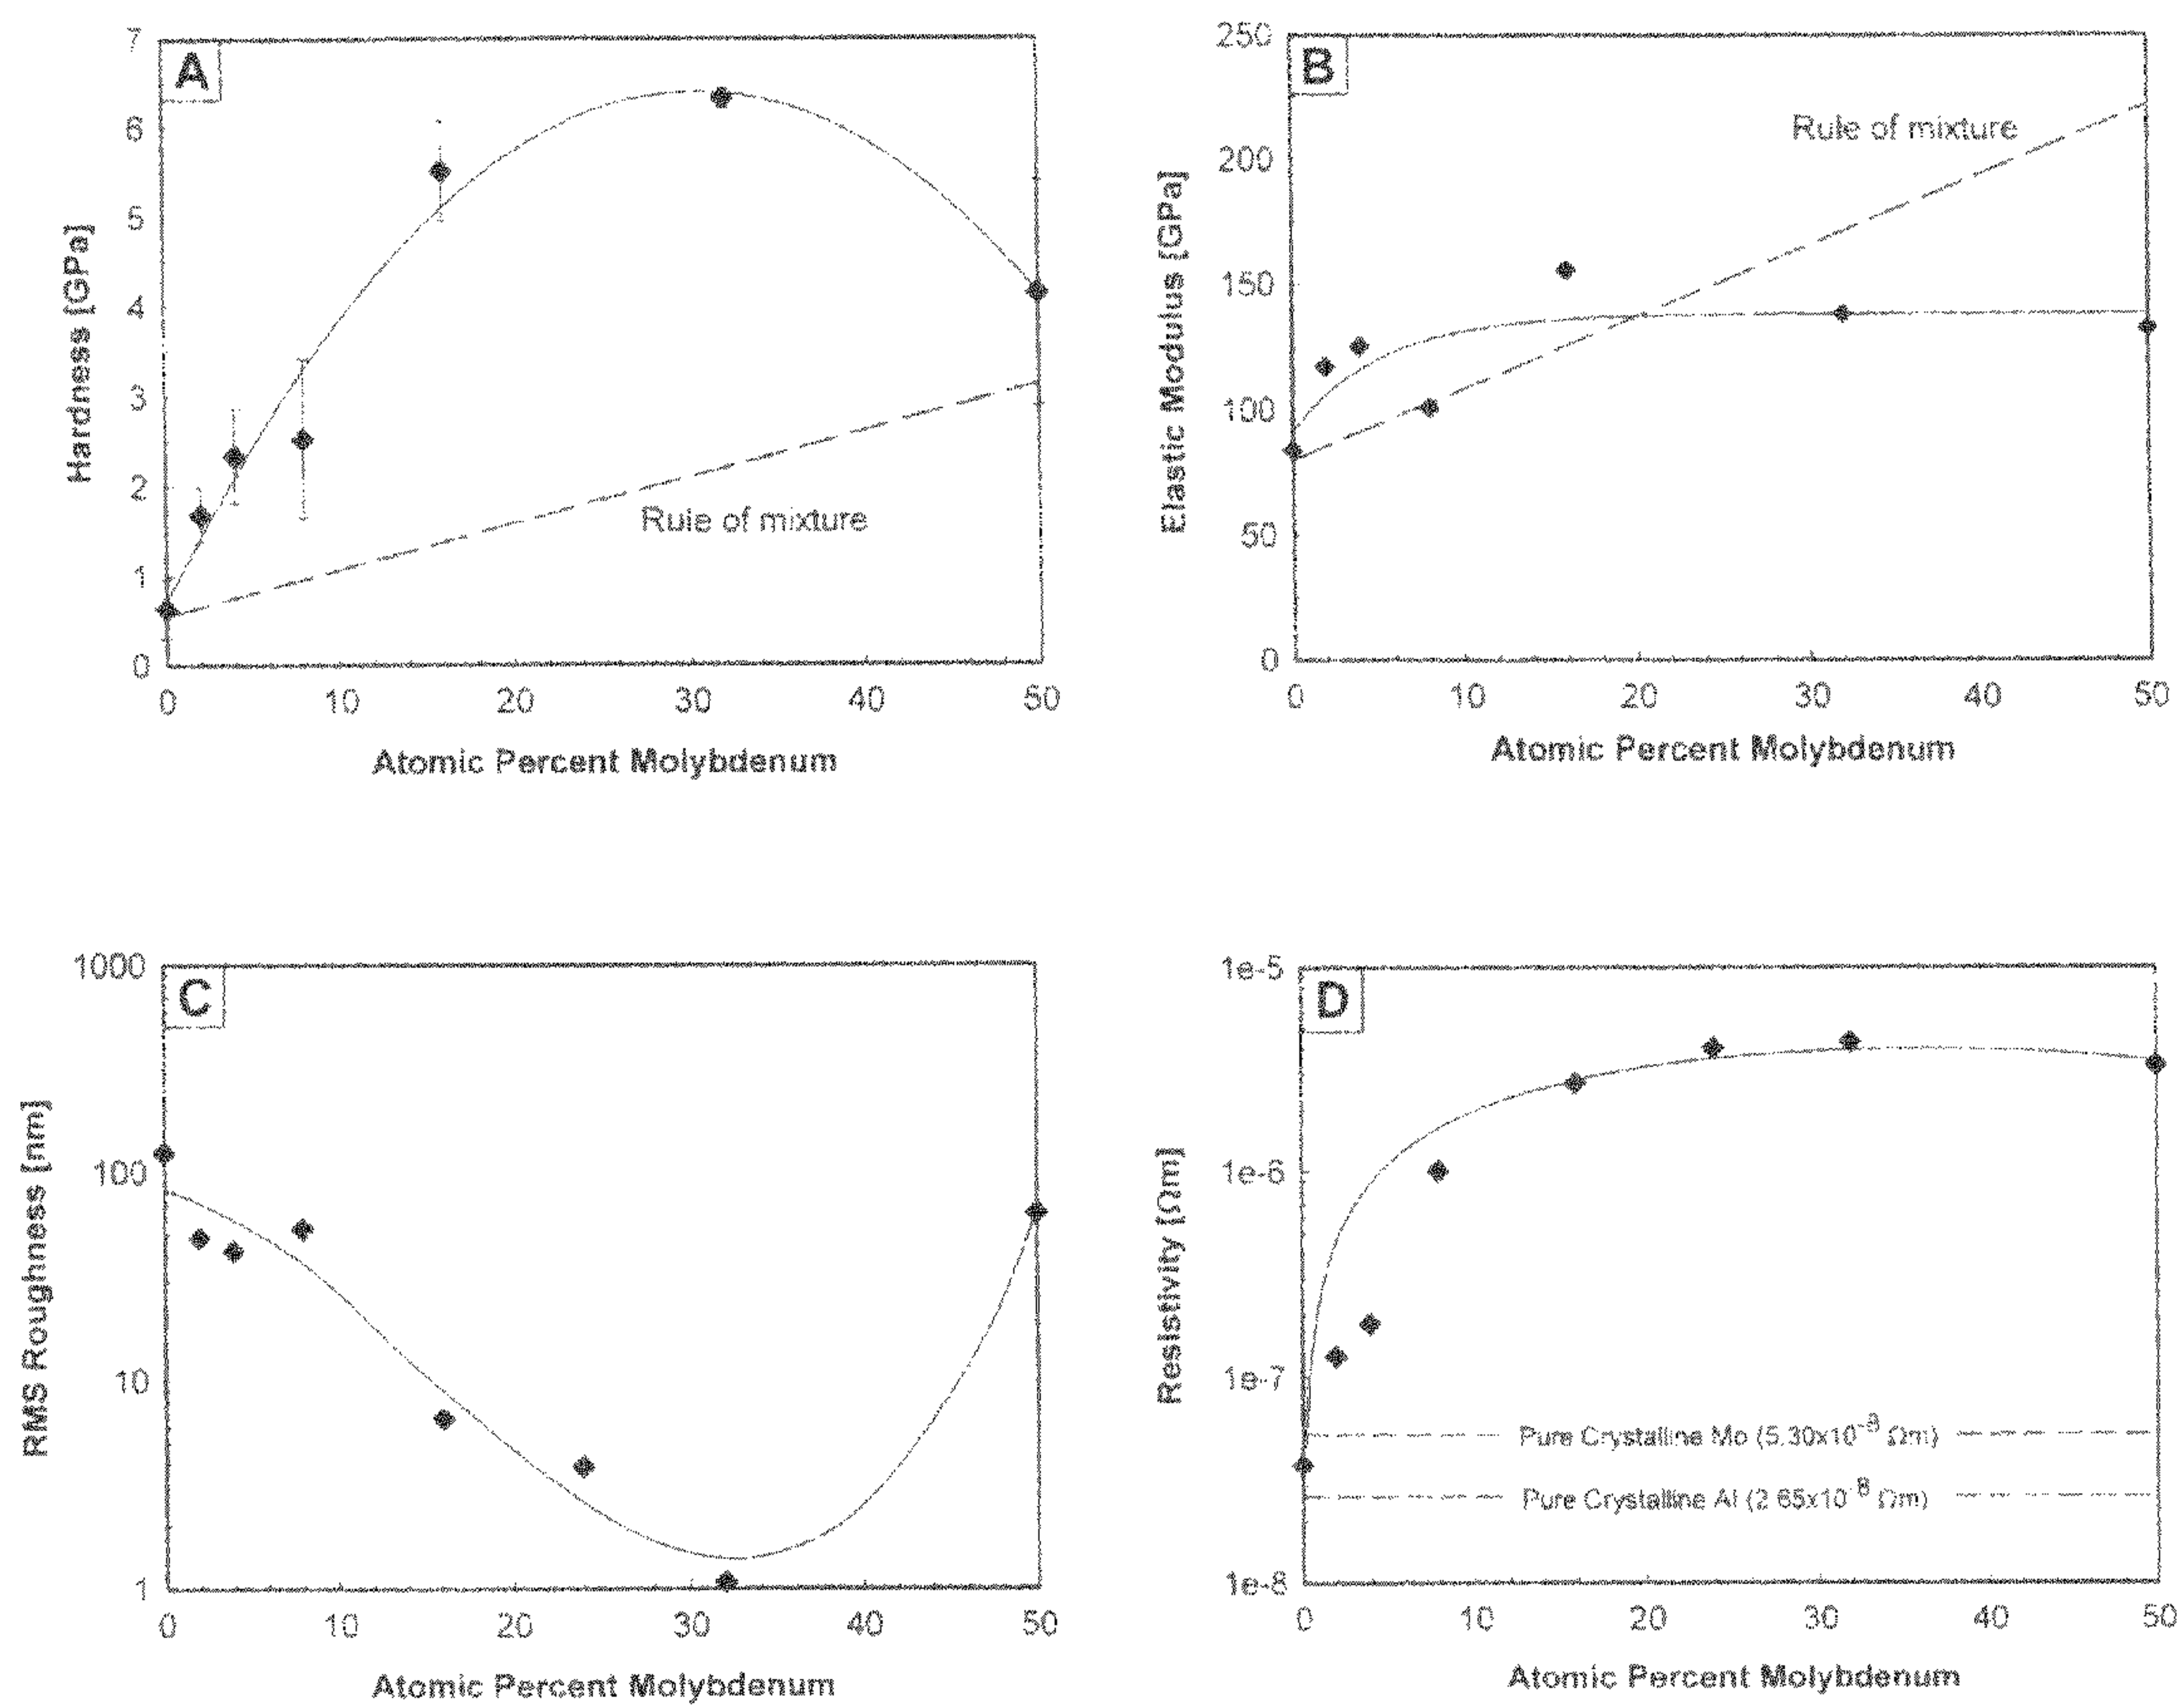 A
7
6
5
4
3
2
1
0
Hardness [GPa]
Rule of mixture
0 10 20 30 40 50
Atomic Percent Molybdenum
B
250
200
150
100
50
0
Elastic Modulus [GPa]
Rule of mixture
0 10 20 30 40 50
Atomic Percent Molybdenum
C
1000
100
10
1
RMS Roughness [nm]
0 10 20 30 40 50
Atomic Percent Molybdenum
D
1e-5
1e-6
1e-7
1e-8
Resistivity [Ωm]
Pure Crystalline Mo (5.30x10⁻⁸ Ωm)
Pure Crystalline Al (2.65x10⁻⁸ Ωm)
0 10 20 30 40 50
Atomic Percent Molybdenum